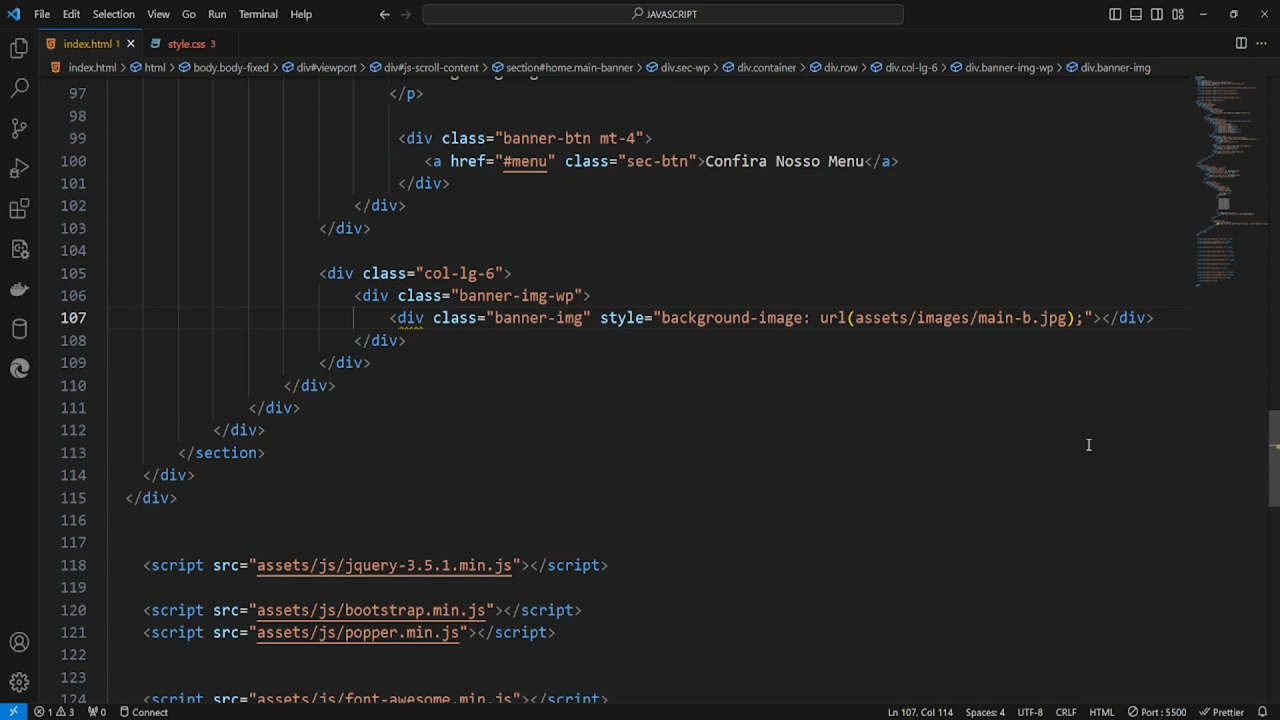 File Edit Selection View Go Run Terminal Help JAVASCRIPT
index.html 1 style.css 3
index.html html body.body-fixed div#viewport div#js-scroll-content section#home.main-banner div.sec-wp div.container div.row div.col-lg-6 div.banner-img-wp div.banner-img
97 </p>
98
99 <div class="banner-btn mt-4">
100 <a href="#menu" class="sec-btn">Confira Nosso Menu</a>
101 </div>
102 </div>
103 </div>
104
105 <div class="col-lg-6">
106 <div class="banner-img-wp">
107 <div class="banner-img" style="background-image: url(assets/images/main-b.jpg);"></div>
108 </div>
109 </div>
110 </div>
111 </div>
112 </div>
113 </section>
114 </div>
115 </div>
116
117
118 <script src="assets/js/jquery-3.5.1.min.js"></script>
119
120 <script src="assets/js/bootstrap.min.js"></script>
121 <script src="assets/js/popper.min.js"></script>
122
123
124 <script src="assets/js/font-awesome.min.js"></script>
1 3 0 Connect Ln 107, Col 114 Spaces: 4 UTF-8 CRLF HTML Port : 5500 Prettier